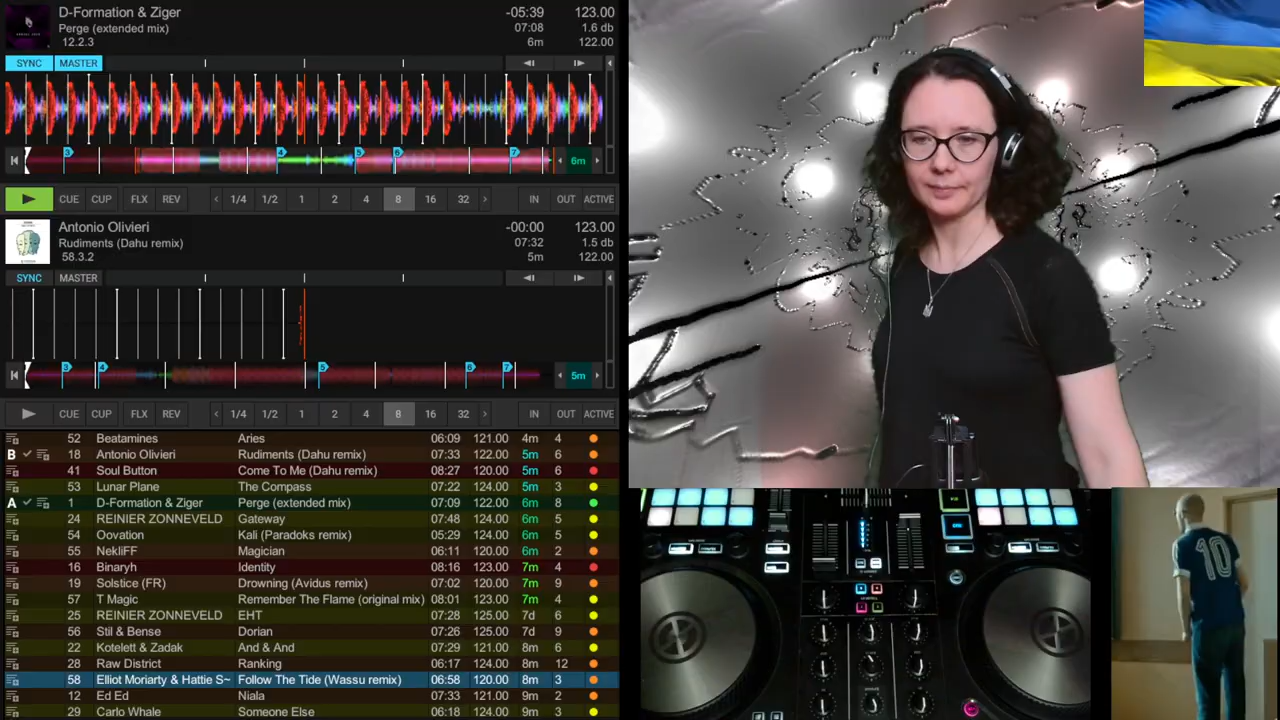 D-Formation & Ziger -05:39 123.00
Perge (extended mix) 07:08 1.6 db
12.2.3 6m 122.00
SYNC MASTER
3 4 5 6 7 6m
CUE CUP FLX REV < 1/4 1/2 1 2 4 8 16 32 > IN OUT ACTIVE
Antonio Olivieri -00:00 123.00
Rudiments (Dahu remix) 07:32 1.5 db
58.3.2 5m 122.00
SYNC MASTER
3 4 5 6 7 5m
CUE CUP FLX REV < 1/4 1/2 1 2 4 8 16 32 > IN OUT ACTIVE
52 Beatamines Aries 06:09 121.00 4m 4
B 18 Antonio Olivieri Rudiments (Dahu remix) 07:33 122.00 5m 6
41 Soul Button Come To Me (Dahu remix) 08:27 120.00 5m 6
53 Lunar Plane The Compass 07:22 124.00 5m 3
A 1 D-Formation & Ziger Perge (extended mix) 07:09 122.00 6m 8
24 REINIER ZONNEVELD Gateway 07:48 124.00 6m 5
54 Oovation Kali (Paradoks remix) 05:29 124.00 6m 5
55 NekliFF Magician 06:11 120.00 6m 2
16 Binaryh Identity 08:16 123.00 7m 4
19 Solstice (FR) Drowning (Avidus remix) 07:02 120.00 7m 9
57 T Magic Remember The Flame (original mix) 08:01 123.00 7m 4
25 REINIER ZONNEVELD EHT 07:28 125.00 7d 6
56 Stil & Bense Dorian 07:26 125.00 7d 9
22 Kotelett & Zadak And & And 07:29 121.00 8m 6
28 Raw District Ranking 06:17 124.00 8m 12
58 Elliot Moriarty & Hattie S~ Follow The Tide (Wassu remix) 06:58 120.00 8m 3
12 Ed Ed Niala 07:33 121.00 9m 2
29 Carlo Whale Someone Else 06:18 124.00 9m 3
10